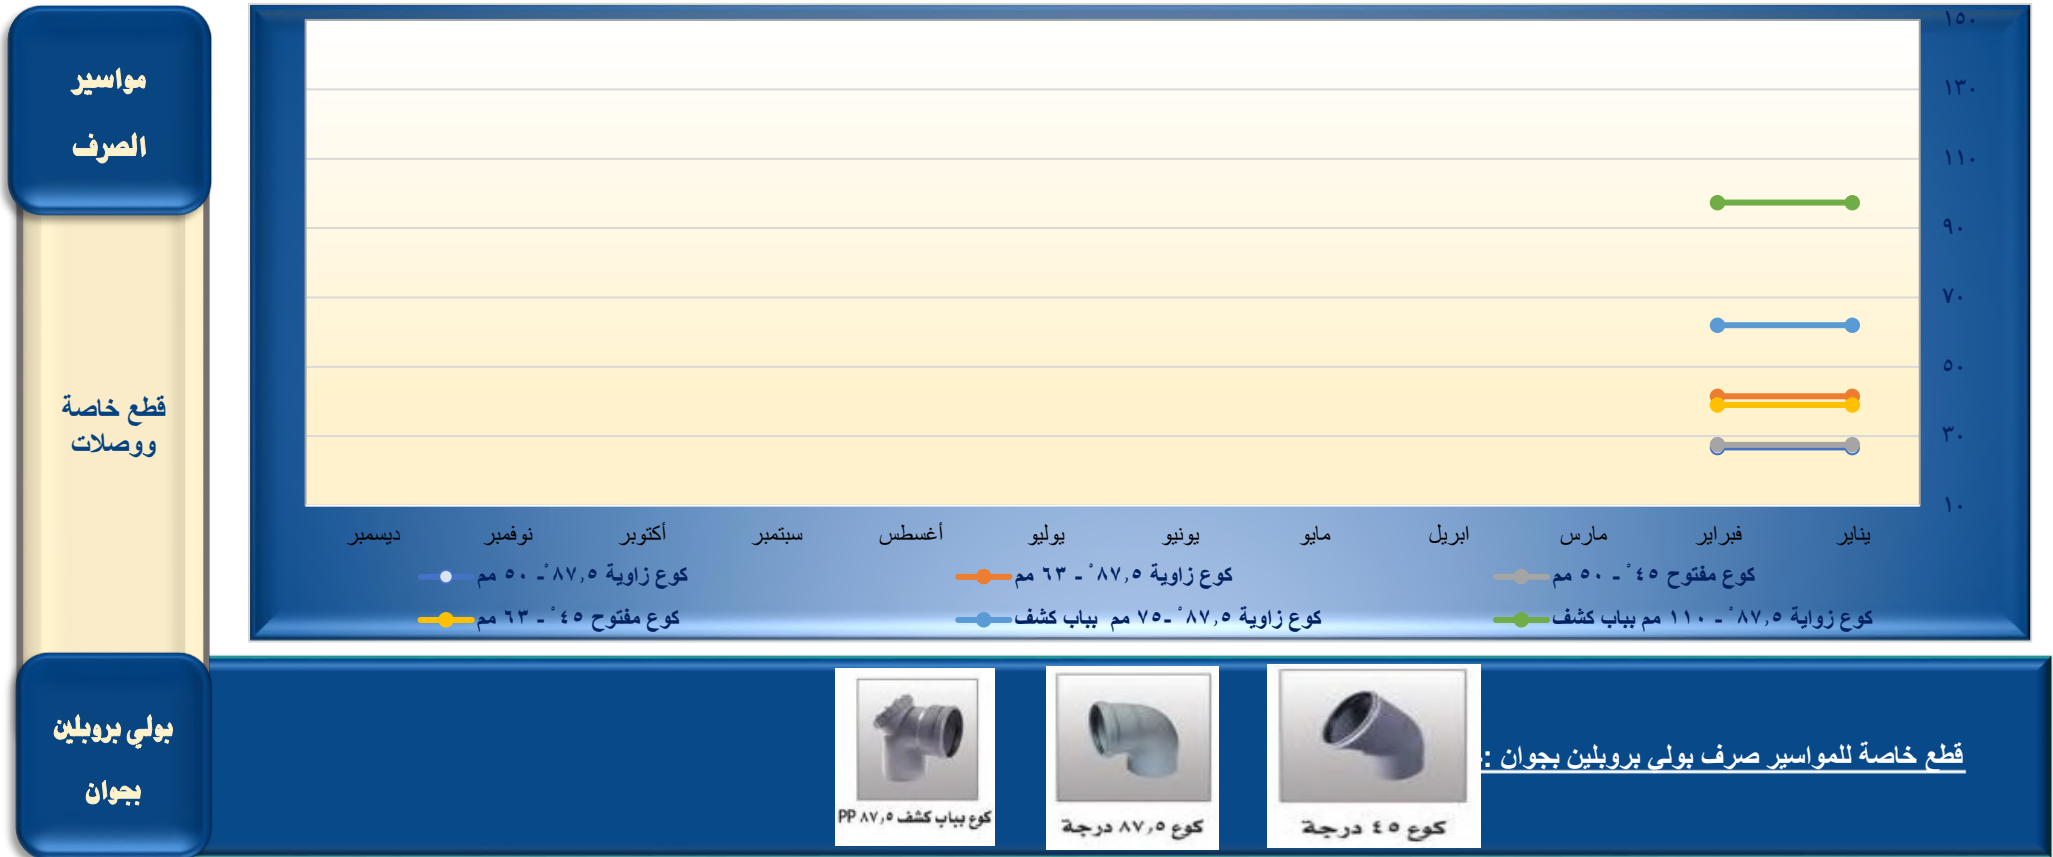 مواسير
الصرف
قطع خاصة
ووصلات
بولي بروبلين
بجوان
١٥٠
١٣٠
١١٠
٩٠
٧٠
٥٠
٣٠
١٠
يناير
فبراير
مارس
ابريل
مايو
يونيو
يوليو
أغسطس
سبتمبر
أكتوبر
نوفمبر
ديسمبر
كوع زاوية ٨٧,٥ ْ- ٥٠ مم
كوع زاوية ٨٧,٥ ْ - ٦٣ مم
كوع مفتوح ٤٥ ْ - ٥٠ مم
كوع مفتوح ٤٥ ْ - ٦٣ مم
كوع زاوية ٨٧,٥ ْ -٧٥ مم بباب كشف
كوع زواية ٨٧,٥ ْ - ١١٠ مم بباب كشف
قطع خاصة للمواسير صرف بولى بروبلين بجوان :
كوع ٤٥ درجة
كوع ٨٧,٥ درجة
كوع بباب كشف ٨٧,٥ PP